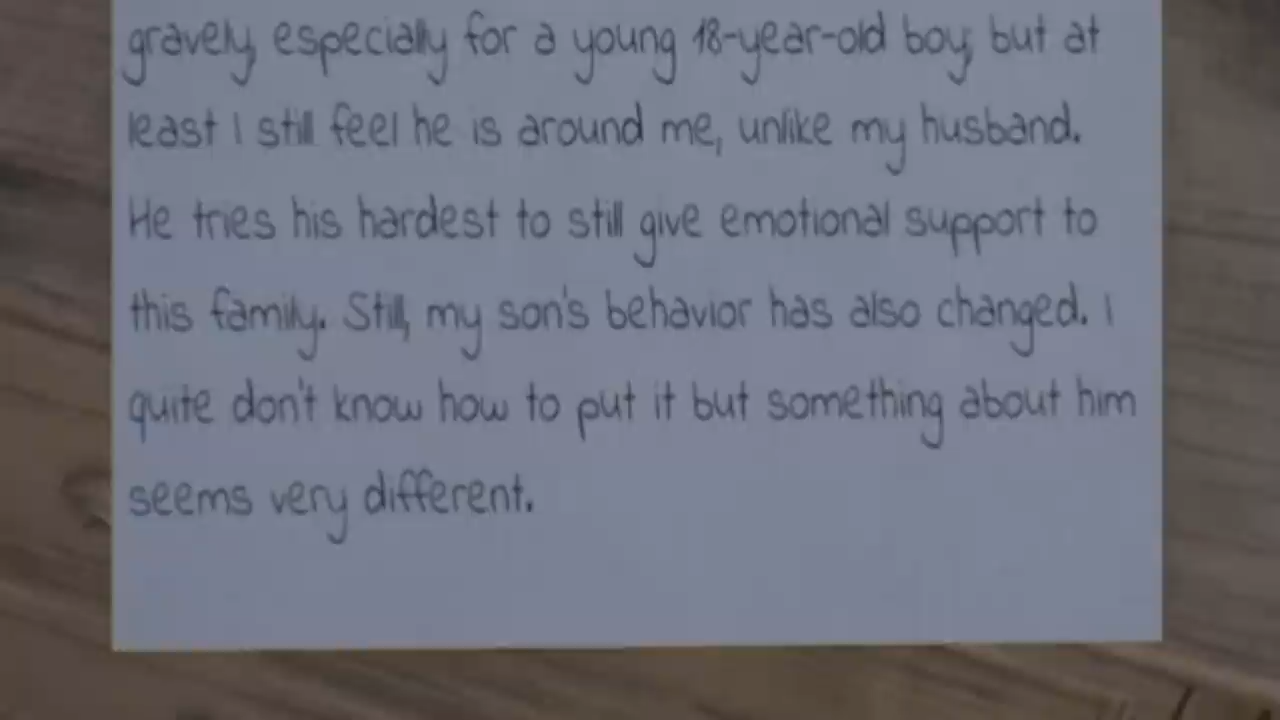 gravely, especially for a young 18-year-old boy, but at
least I still feel he is around me, unlike my husband.
He tries his hardest to still give emotional support to
this family. Still, my son's behavior has also changed. I
quite don't know how to put it but something about him
seems very different.